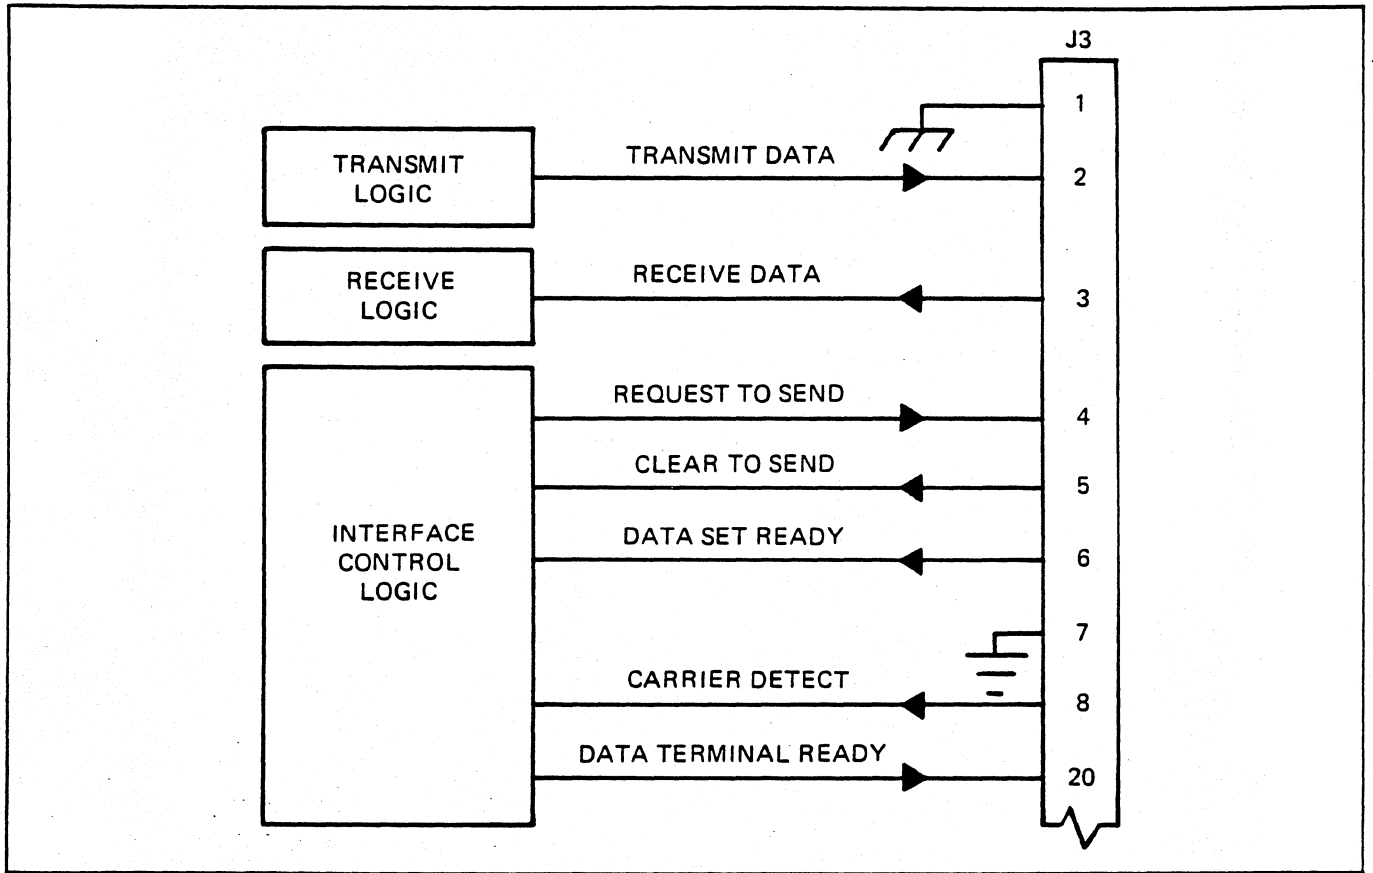 J3
1
TRANSMIT
LOGIC
TRANSMIT DATA
2
RECEIVE
LOGIC
RECEIVE DATA
3
REQUEST TO SEND
4
CLEAR TO SEND
5
INTERFACE
CONTROL
LOGIC
DATA SET READY
6
7
CARRIER DETECT
8
DATA TERMINAL READY
20